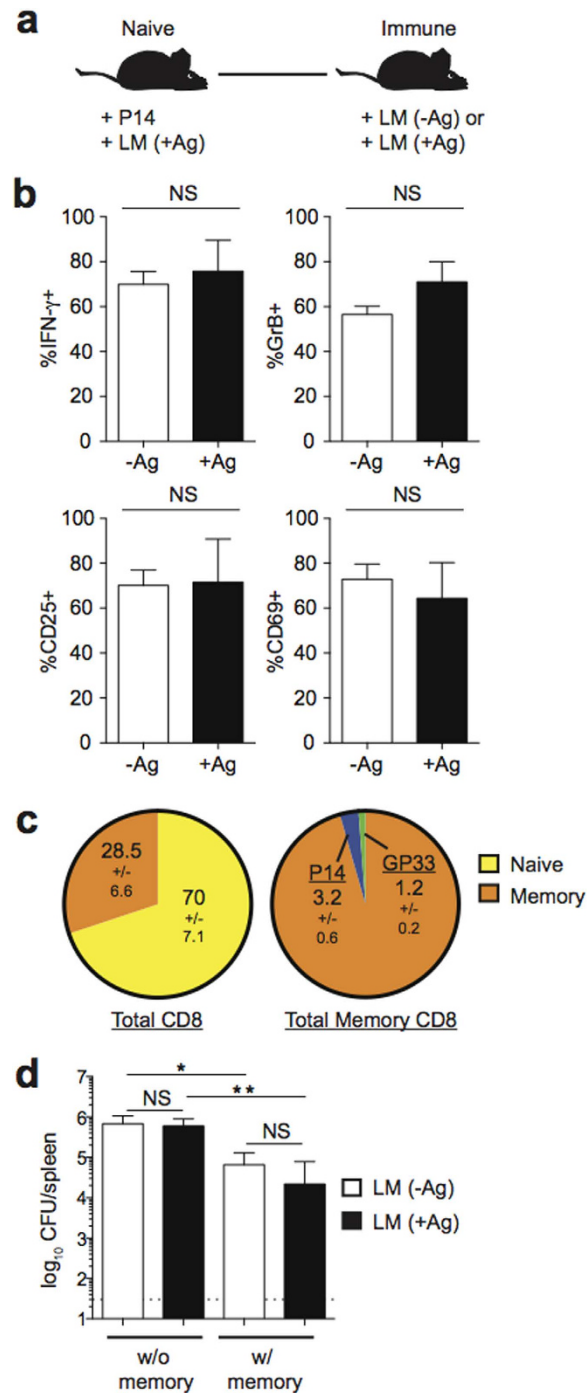 a
Naive
Immune
+ P14
+ LM (+Ag)
+ LM (-Ag) or
+ LM (+Ag)
b
NS
%IFN-γ+
100
80
60
40
20
0
-Ag
+Ag
NS
%GrB+
100
80
60
40
20
0
-Ag
+Ag
NS
%CD25+
100
80
60
40
20
0
-Ag
+Ag
NS
%CD69+
100
80
60
40
20
0
-Ag
+Ag
c
28.5
+/-
6.6
70
+/-
7.1
Total CD8
P14
3.2
+/-
0.6
GP33
1.2
+/-
0.2
Total Memory CD8
Naive
Memory
d
log₁₀ CFU/spleen
7
6
5
4
3
2
1
*
NS
**
NS
w/o
memory
w/
memory
LM (-Ag)
LM (+Ag)